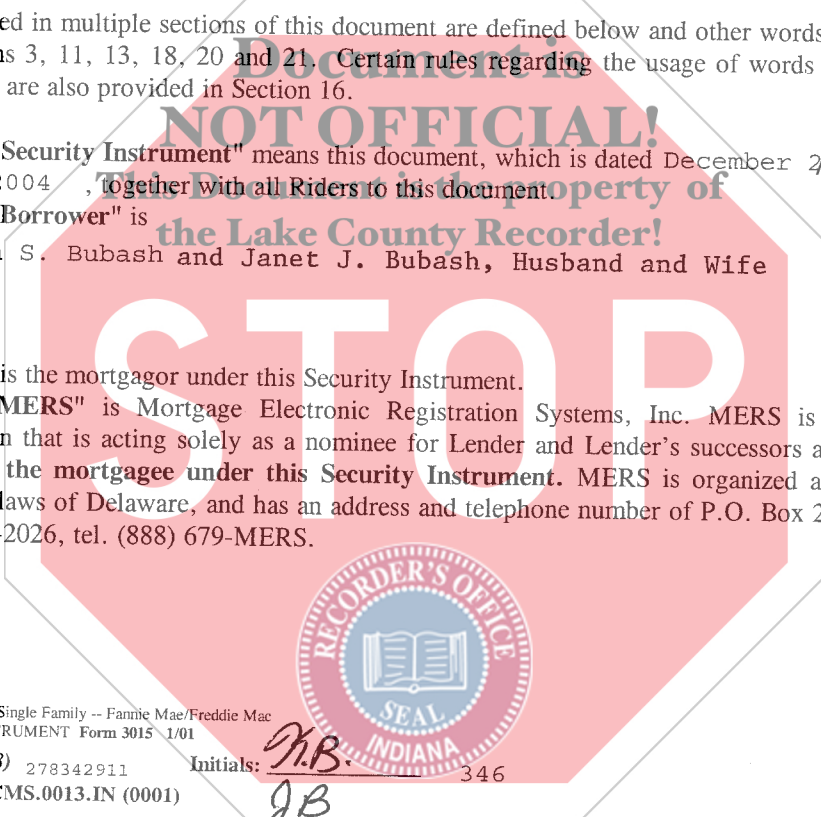 ed in multiple sections of this document are defined below and other words
ns 3, 11, 13, 18, 20 and 21. Certain rules regarding the usage of words
are also provided in Section 16.
Document is
NOT OFFICIAL!
This Document is the property of
the Lake County Recorder!
Security Instrument" means this document, which is dated December 2
004 , together with all Riders to this document.
Borrower" is
S. Bubash and Janet J. Bubash, Husband and Wife
STOP
is the mortgagor under this Security Instrument.
MERS" is Mortgage Electronic Registration Systems, Inc. MERS is
n that is acting solely as a nominee for Lender and Lender's successors a
the mortgagee under this Security Instrument. MERS is organized a
laws of Delaware, and has an address and telephone number of P.O. Box 2
-2026, tel. (888) 679-MERS.
RECORDER'S OFFICE
SEAL
INDIANA
Single Family -- Fannie Mae/Freddie Mac
RUMENT Form 3015 1/01
) 278342911 Initials: K.B. 346
CMS.0013.IN (0001)
JB